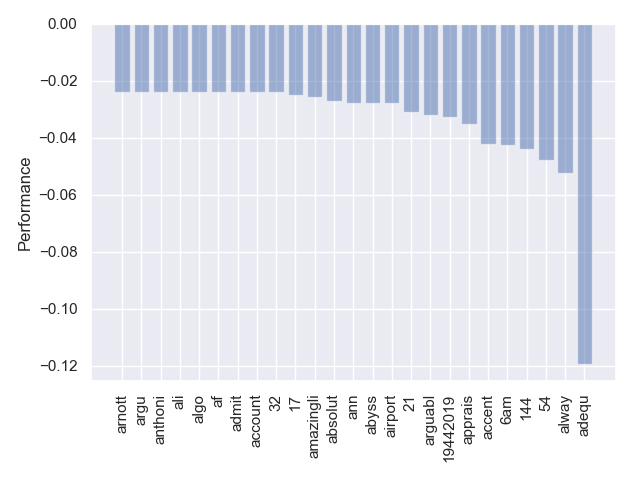 0.00
−0.02
−0.04
−0.06
−0.08
−0.10
−0.12
Performance
arnott
argu
anthoni
ali
algo
af
admit
account
32
17
amazingli
absolut
ann
abyss
airport
21
arguabl
19442019
apprais
accent
6am
144
54
alway
adequ